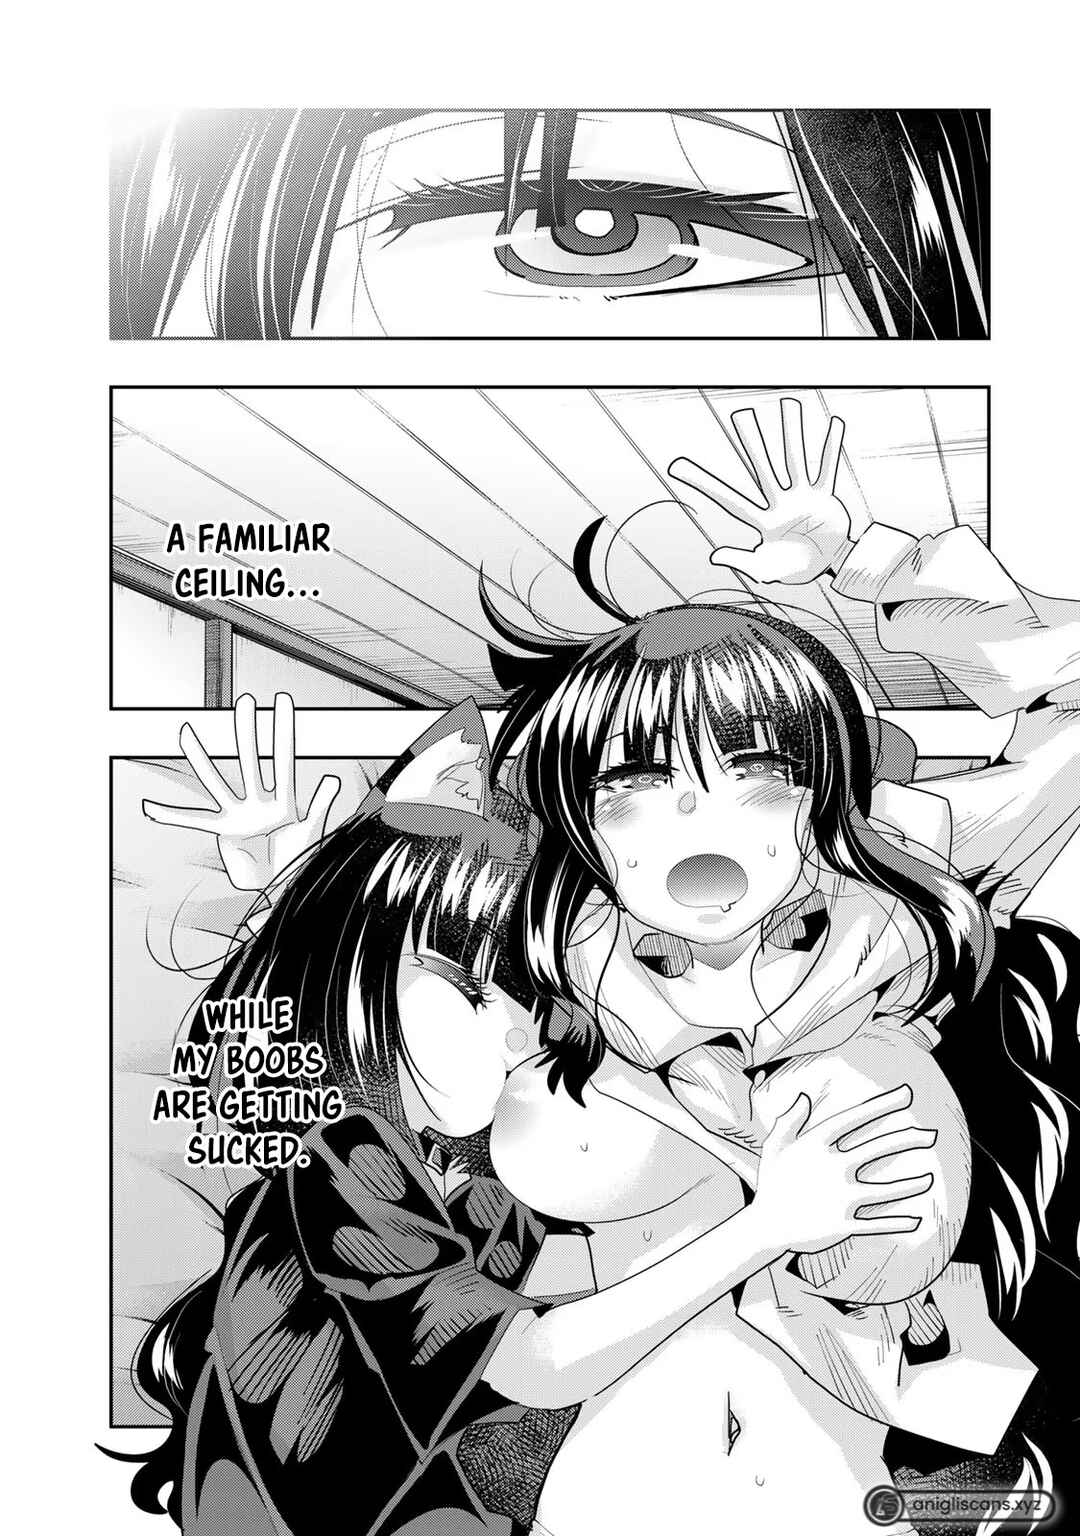 A FAMILIAR
CEILING...
WHILE
MY BOOBS
ARE GETTING
SUCKED.
anigliscans.xyz